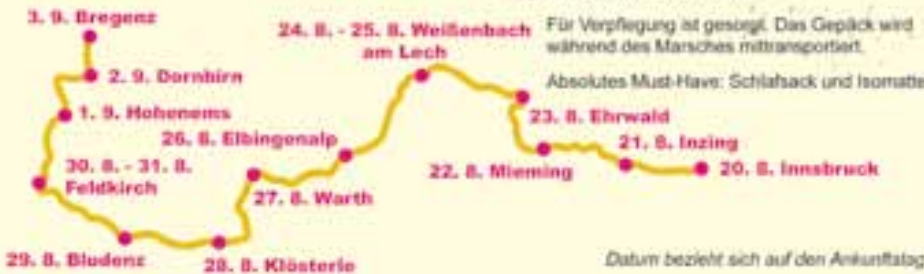 3. 9. Bregenz
2. 9. Dornbirn
1. 9. Hohenems
30. 8. - 31. 8.
Feldkirch
29. 8. Bludenz
28. 8. Klösterle
27. 8. Warth
26. 8. Elbingenalp
24. 8. - 25. 8. Weißenbach
am Lech
23. 8. Ehrwald
22. 8. Mieming
21. 8. Inzing
20. 8. Innsbruck
Für Verpflegung ist gesorgt. Das Gepäck wird
während des Marsches mittransportiert.
Absolutes Must-Have: Schlafsack und Isomatte
Datum bezieht sich auf den Ankunftstag